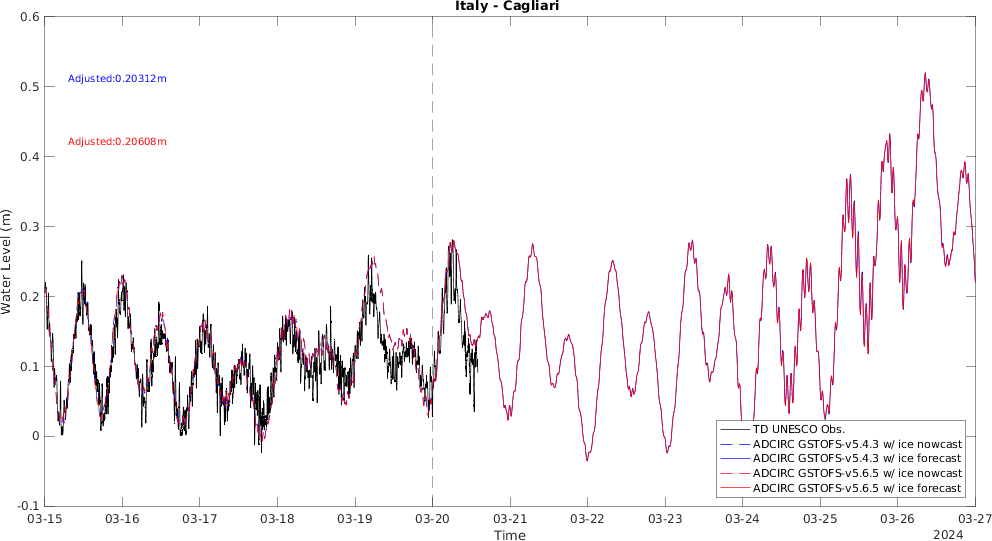 Italy - Cagliari
0.6
0.5
0.4
0.3
0.2
0.1
0
-0.1
Water Level (m)
Adjusted:0.20312m
Adjusted:0.20608m
TD UNESCO Obs.
ADCIRC GSTOFS-v5.4.3 w/ ice nowcast
ADCIRC GSTOFS-v5.4.3 w/ ice forecast
ADCIRC GSTOFS-v5.6.5 w/ ice nowcast
ADCIRC GSTOFS-v5.6.5 w/ ice forecast
03-15 03-16 03-17 03-18 03-19 03-20 03-21 03-22 03-23 03-24 03-25 03-26 03-27
Time
2024